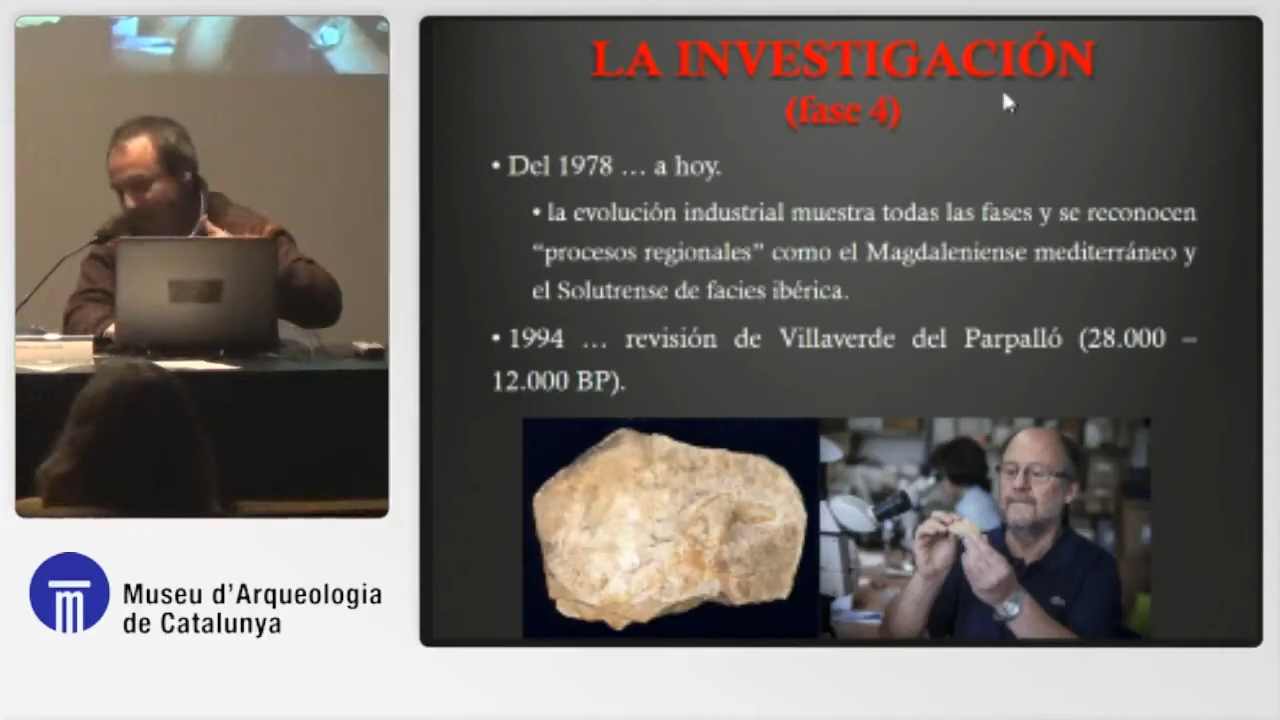 LA INVESTIGACIÓN
(fase 4)
• Del 1978 … a hoy.
• la evolución industrial muestra todas las fases y se reconocen
“procesos regionales” como el Magdaleniense mediterráneo y
el Solutrense de facies ibérica.
• 1994 … revisión de Villaverde del Parpalló (28.000 –
12.000 BP).
Museu d’Arqueologia
de Catalunya